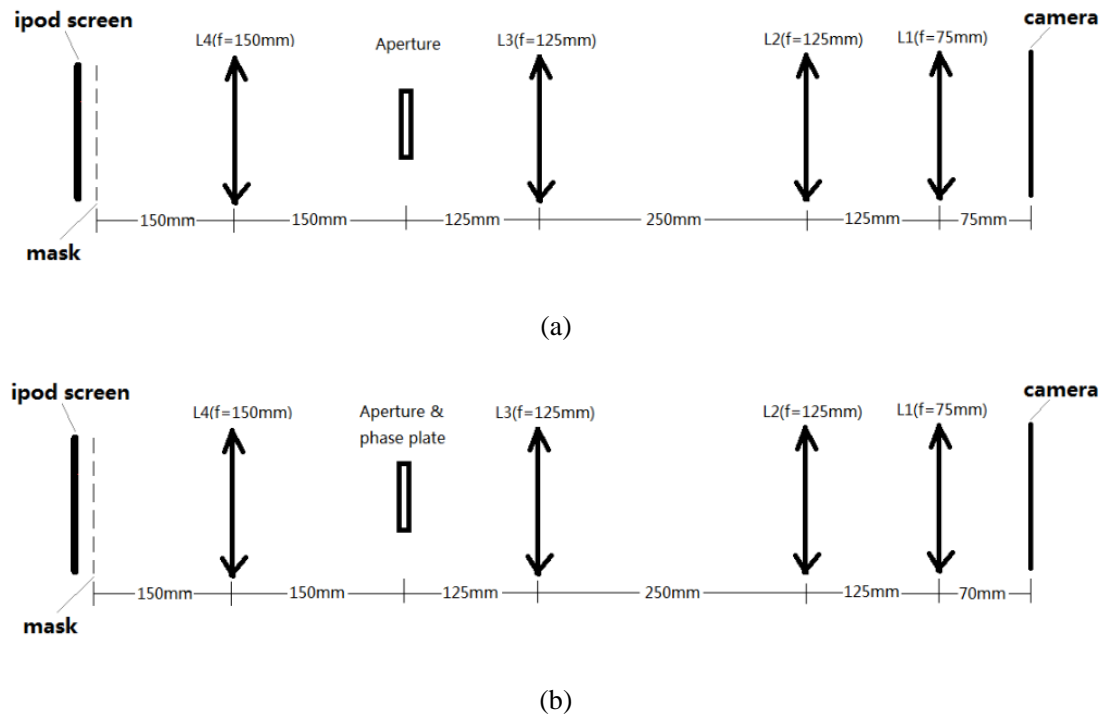 ipod screen
camera
L4(f=150mm)
Aperture
L3(f=125mm)
L2(f=125mm)
L1(f=75mm)
150mm
150mm
125mm
250mm
125mm
75mm
mask
(a)
ipod screen
camera
L4(f=150mm)
Aperture &
phase plate
L3(f=125mm)
L2(f=125mm)
L1(f=75mm)
150mm
150mm
125mm
250mm
125mm
70mm
mask
(b)